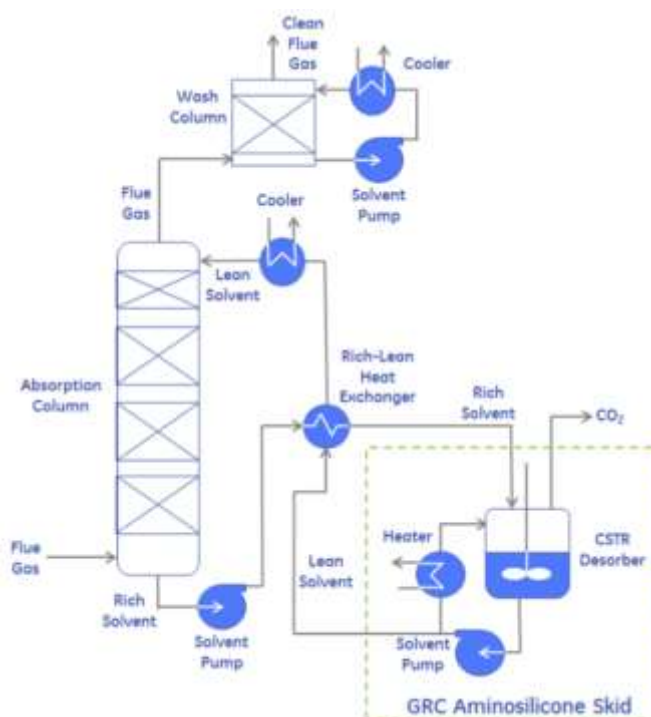 Clean
Flue
Gas
Cooler
Wash
Column
Solvent
Pump
Flue
Gas
Cooler
Lean
Solvent
Rich-Lean
Heat
Exchanger
Absorption
Column
Rich
Solvent
CO₂
Heater
CSTR
Desorber
Flue
Gas
Lean
Solvent
Rich
Solvent
Solvent
Pump
Solvent
Pump
GRC Aminosilicone Skid